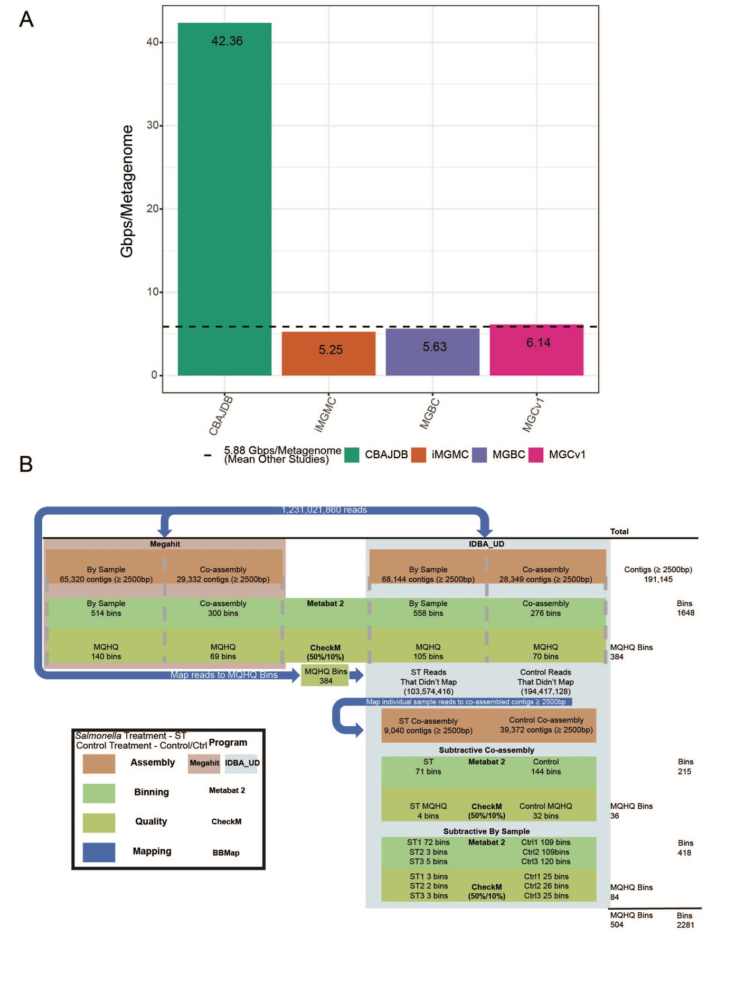 A
Gbps/Metagenome
40
30
20
10
0
42.36
5.25
5.63
6.14
CBAJDB
iMGMC
MGBC
MGCv1
5.88 Gbps/Metagenome
(Mean Other Studies)
CBAJDB
iMGMC
MGBC
MGCv1
B
1,231,021,860 reads
Total
Megahit
IDBA_UD
By Sample
65,320 contigs (≥ 2500bp)
Co-assembly
29,332 contigs (≥ 2500bp)
By Sample
68,144 contigs (≥ 2500bp)
Co-assembly
28,349 contigs (≥ 2500bp)
Contigs (≥ 2500bp)
191,145
By Sample
514 bins
Co-assembly
300 bins
Metabat 2
By Sample
558 bins
Co-assembly
276 bins
Bins
1648
MQHQ
140 bins
MQHQ
69 bins
CheckM
(50%/10%)
MQHQ
105 bins
MQHQ
70 bins
MQHQ Bins
384
Map reads to MQHQ Bins
MQHQ Bins
384
ST Reads
That Didn't Map
(103,574,416)
Control Reads
That Didn't Map
(194,417,128)
Map individual sample reads to co-assembled contigs ≥ 2500bp
ST Co-assembly
9,040 contigs (≥ 2500bp)
Control Co-assembly
39,372 contigs (≥ 2500bp)
Subtractive Co-assembly
ST
71 bins
Metabat 2
Control
144 bins
Bins
215
ST MQHQ
4 bins
CheckM
(50%/10%)
Control MQHQ
32 bins
MQHQ Bins
36
Subtractive By Sample
ST1 72 bins
ST2 3 bins
ST3 5 bins
Metabat 2
Ctrl1 109 bins
Ctrl2 109bins
Ctrl3 120 bins
Bins
418
ST1 3 bins
ST2 2 bins
ST3 3 bins
CheckM
(50%/10%)
Ctrl1 25 bins
Ctrl2 26 bins
Ctrl3 25 bins
MQHQ Bins
84
MQHQ Bins
504
Bins
2281
Salmonella Treatment - ST
Control Treatment - Control/Ctrl
Program
Assembly
Megahit
IDBA_UD
Binning
Metabat 2
Quality
CheckM
Mapping
BBMap